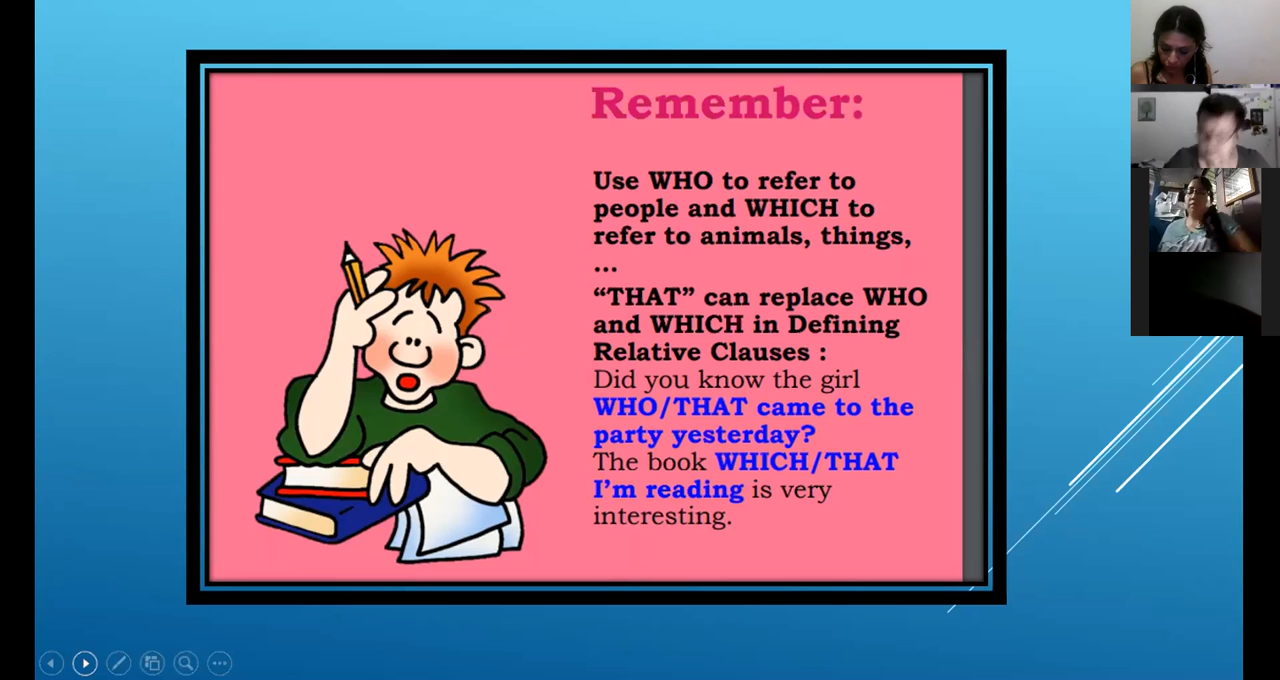 Remember:
Use WHO to refer to
people and WHICH to
refer to animals, things,
...
“THAT” can replace WHO
and WHICH in Defining
Relative Clauses :
Did you know the girl
WHO/THAT came to the
party yesterday?
The book WHICH/THAT
I’m reading is very
interesting.